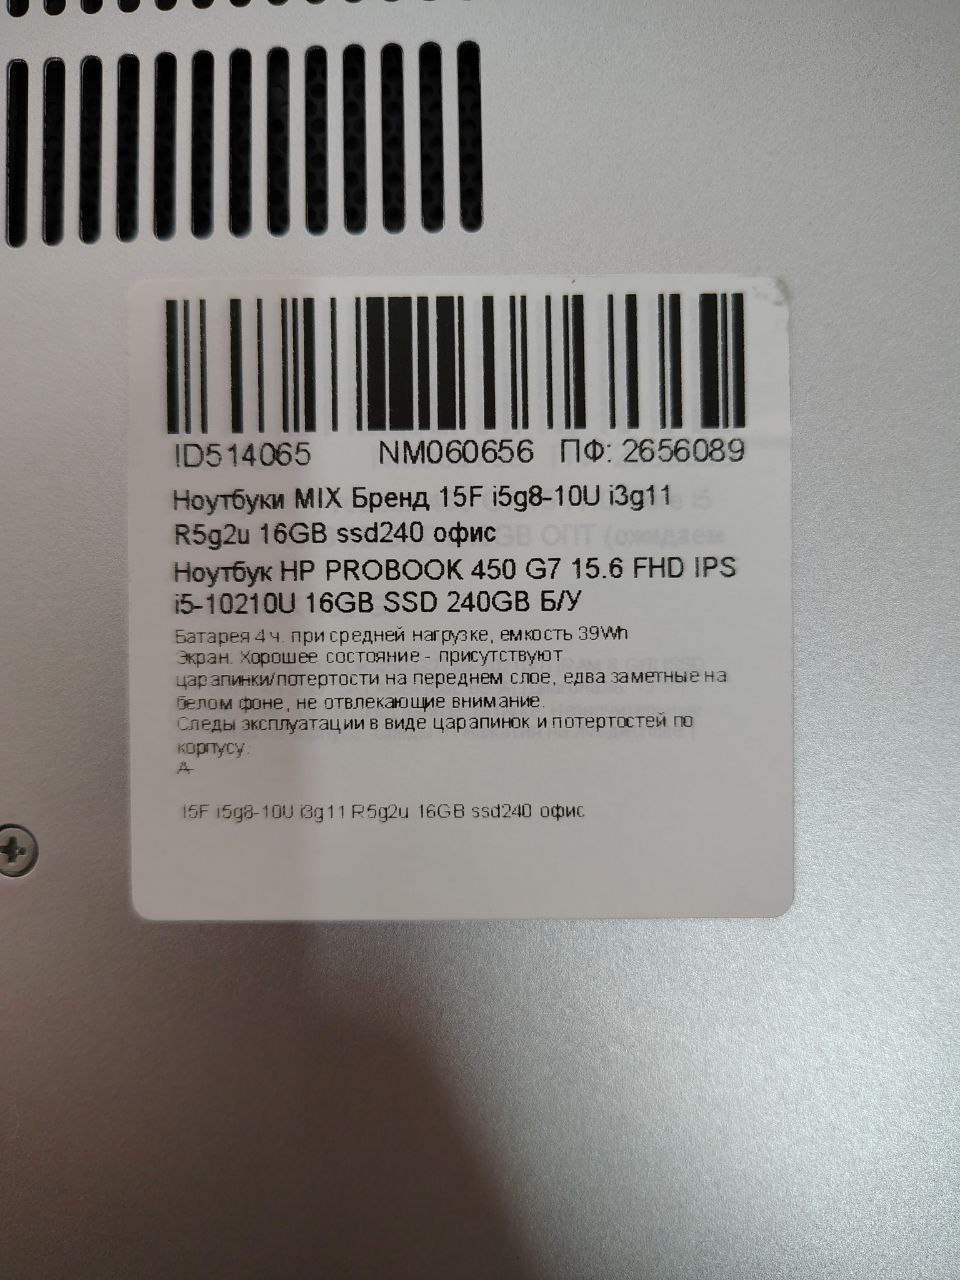 ID514065 NM060656 ПФ: 2656089
Ноутбуки MIX Бренд 15F i5g8-10U i3g11
R5g2u 16GB ssd240 офис
Ноутбук HP PROBOOK 450 G7 15.6 FHD IPS
i5-10210U 16GB SSD 240GB Б/У
Батарея 4 ч. при средней нагрузке, емкость 39Wh
Экран. Хорошее состояние - присутствуют
царапинки/потертости на переднем слое, едва заметные на
белом фоне, не отвлекающие внимание.
Следы эксплуатации в виде царапинок и потертостей по
корпусу.
A-
15F i5g8-10U i3g11 R5g2u 16GB ssd240 офис